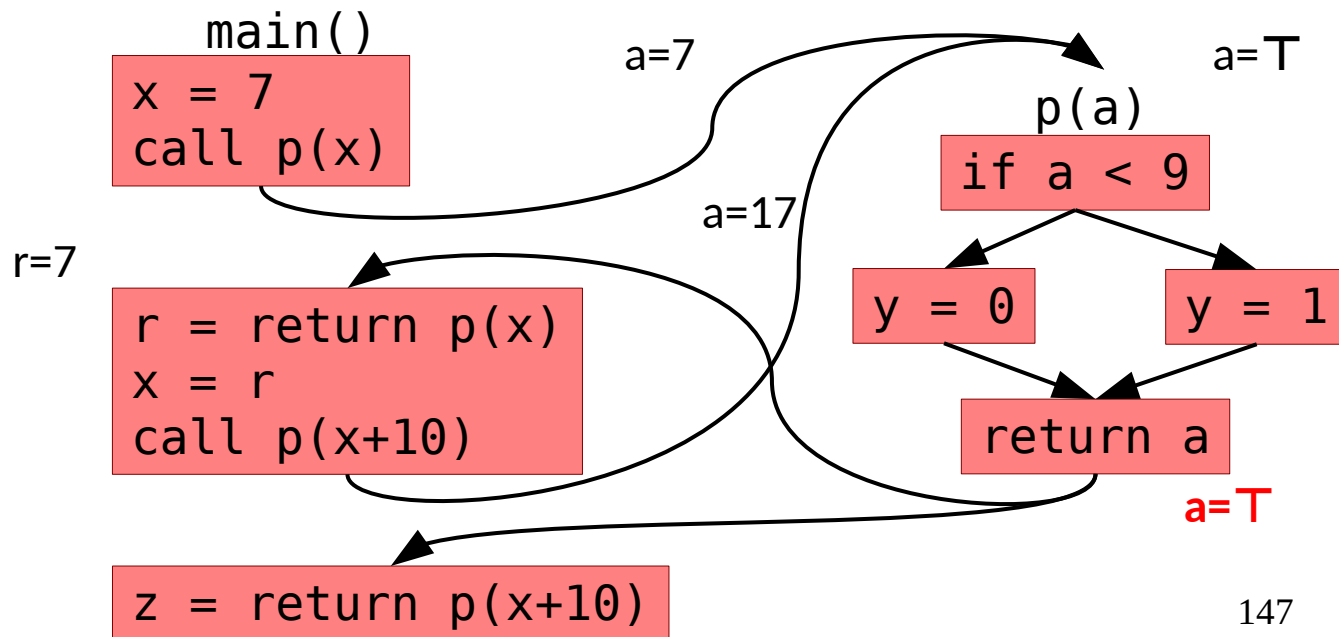 main()
x = 7
call p(x)
a=7
a=⊤
p(a)
if a < 9
a=17
y = 0
y = 1
r=7
r = return p(x)
x = r
call p(x+10)
return a
a=⊤
z = return p(x+10)
147